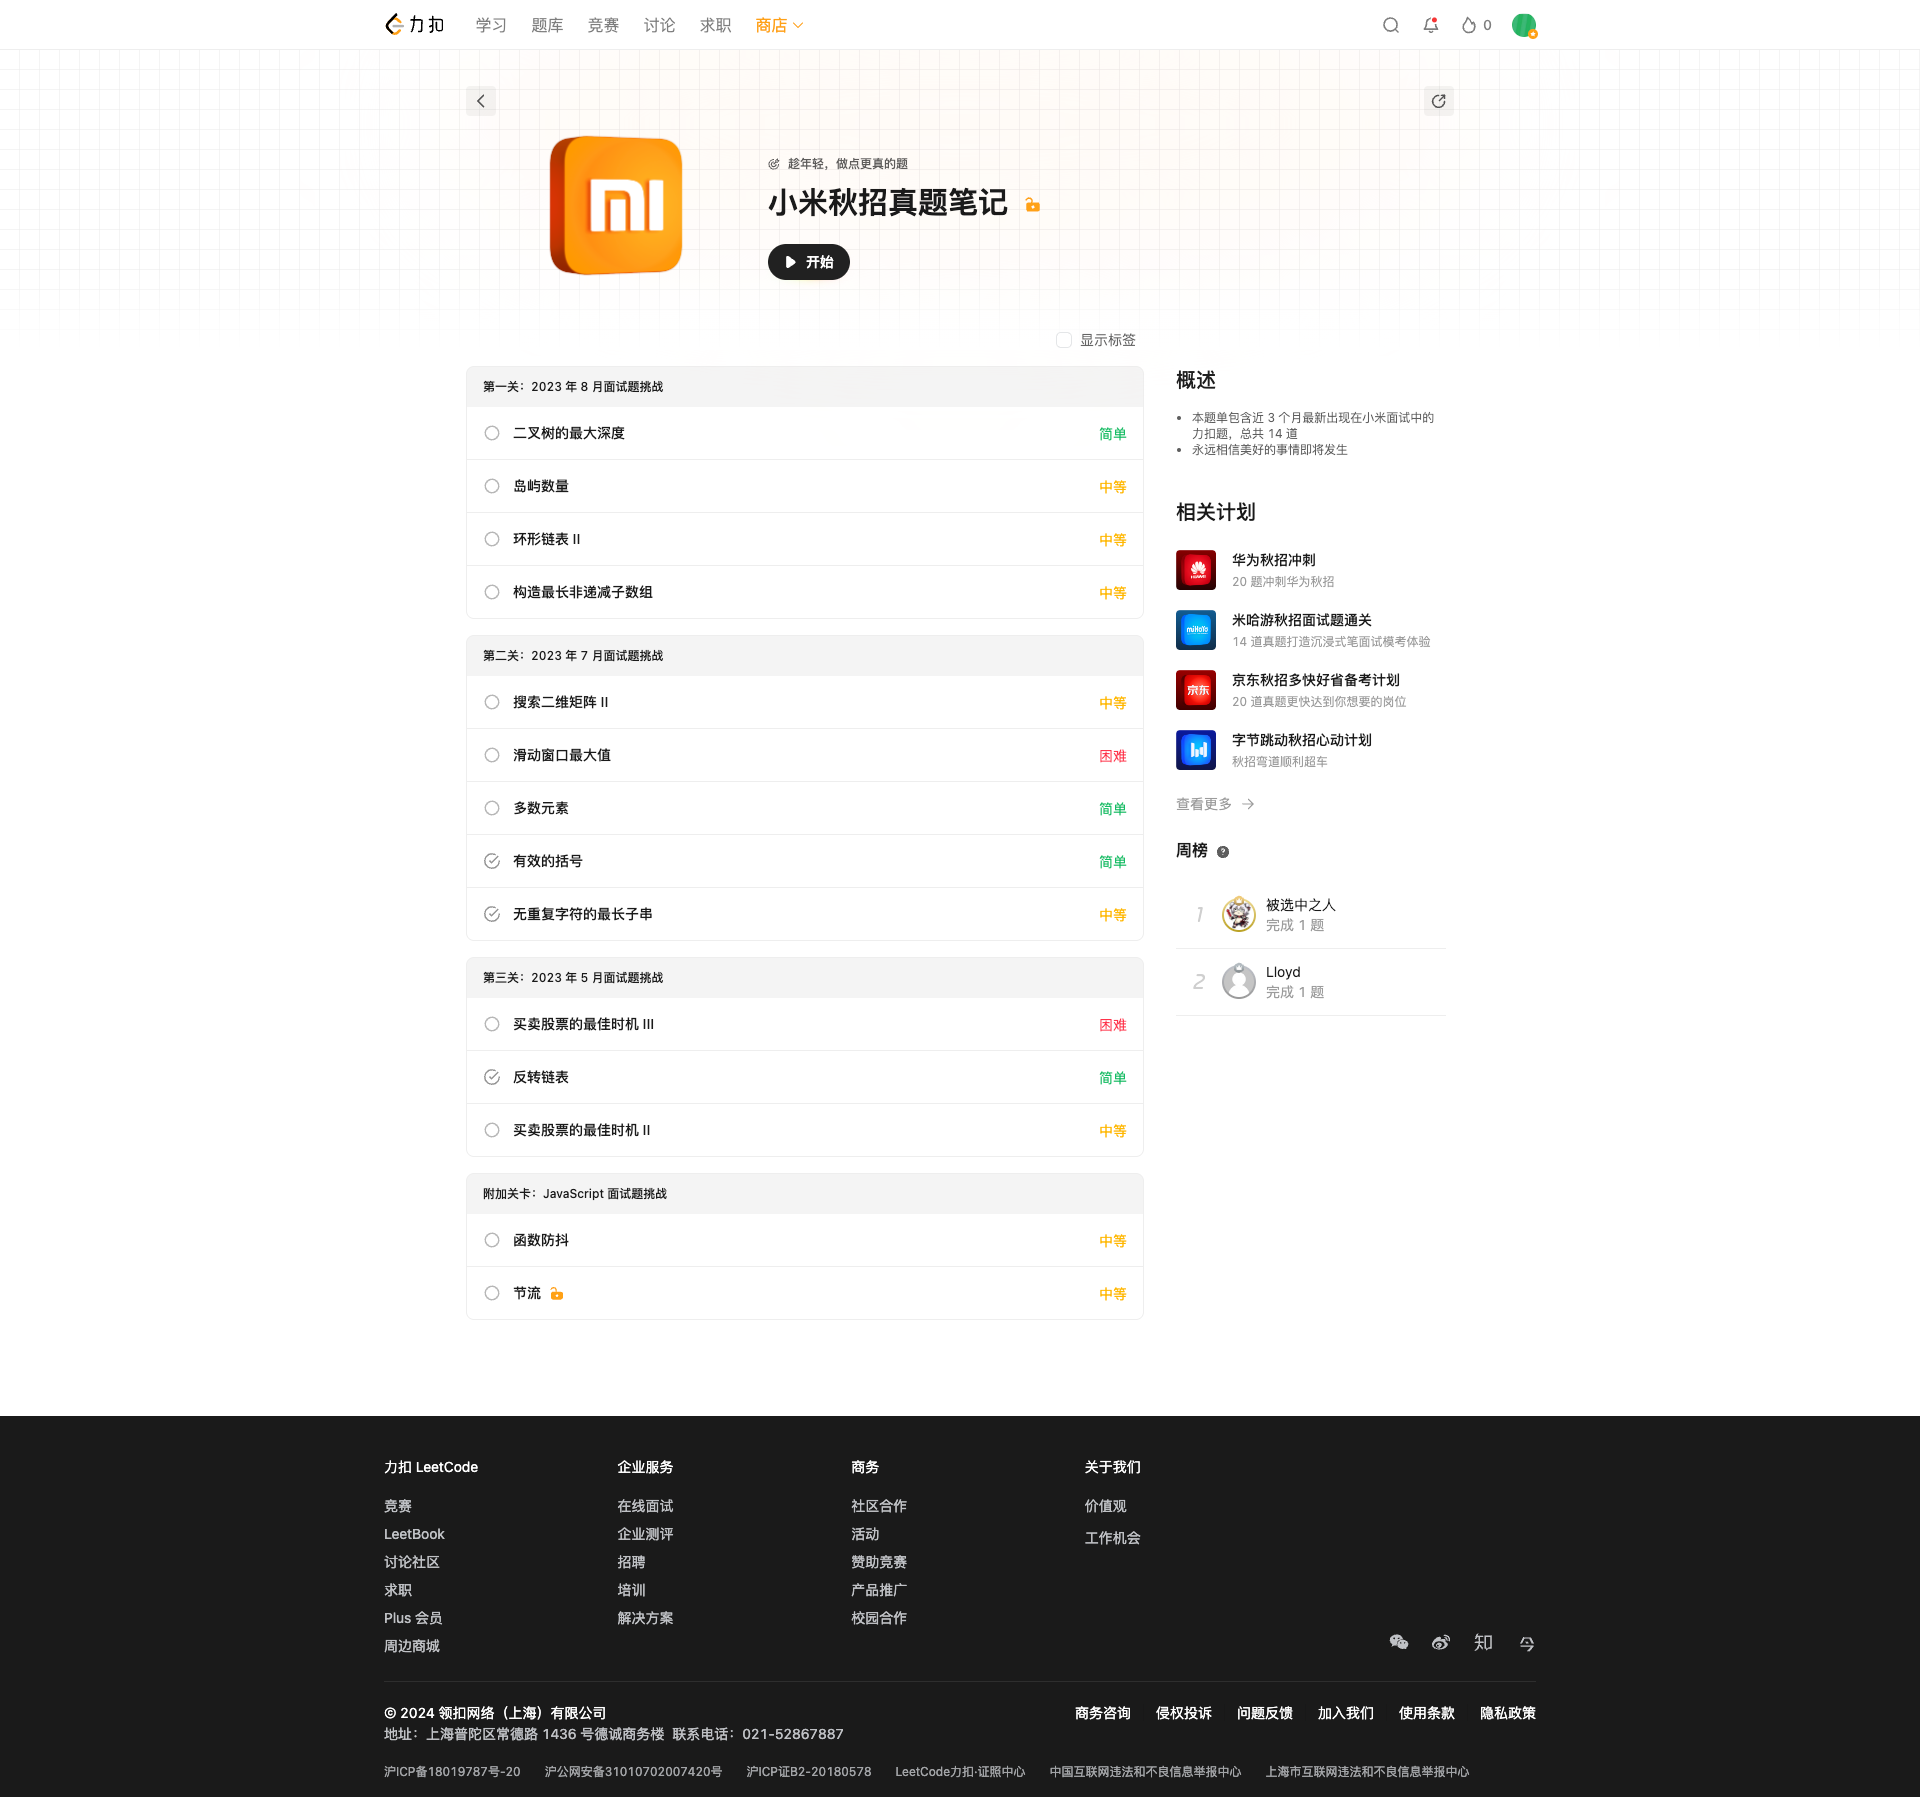 力扣
学习
题库
竞赛
讨论
求职
商店
0
mi
趁年轻，做点更真的题
小米秋招真题笔记
开始
显示标签
第一关：2023 年 8 月面试题挑战
二叉树的最大深度
简单
岛屿数量
中等
环形链表 II
中等
构造最长非递减子数组
中等
第二关：2023 年 7 月面试题挑战
搜索二维矩阵 II
中等
滑动窗口最大值
困难
多数元素
简单
有效的括号
简单
无重复字符的最长子串
中等
第三关：2023 年 5 月面试题挑战
买卖股票的最佳时机 III
困难
反转链表
简单
买卖股票的最佳时机 II
中等
附加关卡：JavaScript 面试题挑战
函数防抖
中等
节流
中等
概述
本题单包含近 3 个月最新出现在小米面试中的
力扣题，总共 14 道
永远相信美好的事情即将发生
相关计划
HUAWEI
华为秋招冲刺
20 题冲刺华为秋招
miHoYo
米哈游秋招面试题通关
14 道真题打造沉浸式笔面试模考体验
京东
京东秋招多快好省备考计划
20 道真题更快达到你想要的岗位
字节跳动秋招心动计划
秋招弯道顺利超车
查看更多
周榜
1
被选中之人
完成 1 题
2
Lloyd
完成 1 题
力扣 LeetCode
竞赛
LeetBook
讨论社区
求职
Plus 会员
周边商城
企业服务
在线面试
企业测评
招聘
培训
解决方案
商务
社区合作
活动
赞助竞赛
产品推广
校园合作
关于我们
价值观
工作机会
知
© 2024 领扣网络（上海）有限公司
商务咨询
侵权投诉
问题反馈
加入我们
使用条款
隐私政策
地址：上海普陀区常德路 1436 号德诚商务楼 联系电话：021-52867887
沪ICP备18019787号-20
沪公网安备31010702007420号
沪ICP证B2-20180578
LeetCode力扣·证照中心
中国互联网违法和不良信息举报中心
上海市互联网违法和不良信息举报中心